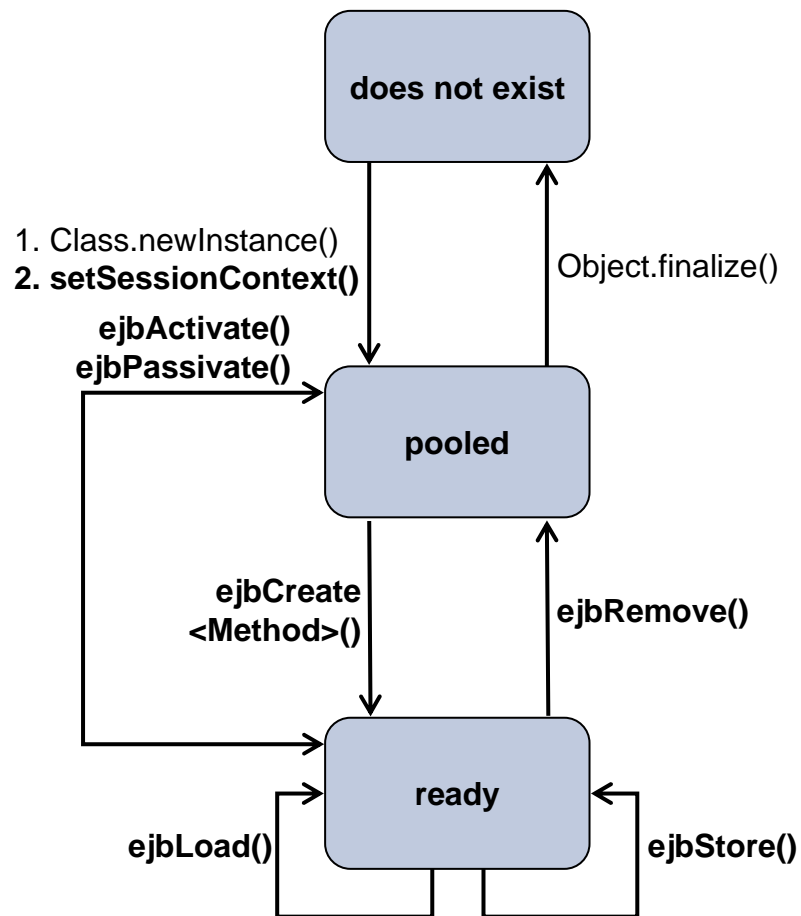 does not exist
1. Class.newInstance()
2. setSessionContext()
Object.finalize()
ejbActivate()
ejbPassivate()
pooled
ejbCreate
<Method>()
ejbRemove()
ready
ejbLoad()
ejbStore()